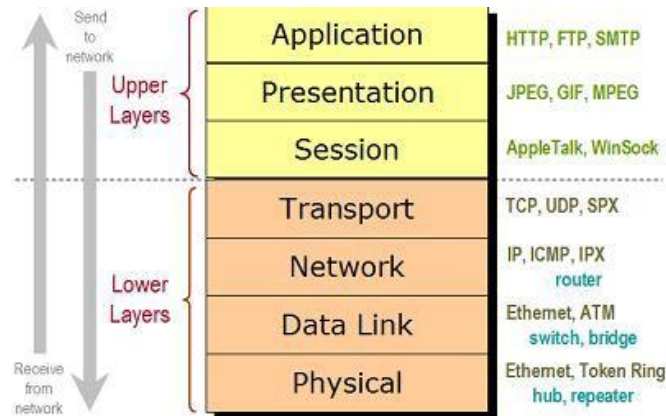 Send
to
network
Upper
Layers
Application
HTTP, FTP, SMTP
Presentation
JPEG, GIF, MPEG
Session
AppleTalk, WinSock
Lower
Layers
Transport
TCP, UDP, SPX
Network
IP, ICMP, IPX
router
Data Link
Ethernet, ATM
switch, bridge
Physical
Ethernet, Token Ring
hub, repeater
Receive
from
network